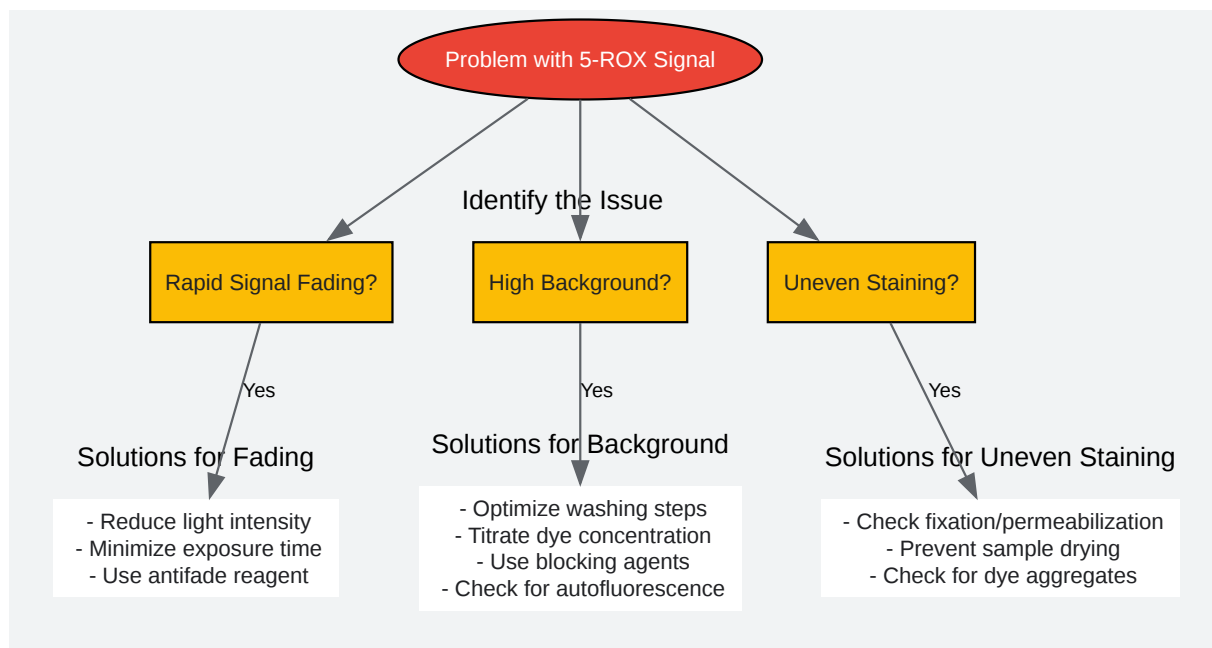 Problem with 5-ROX Signal
Identify the Issue
Rapid Signal Fading?
High Background?
Uneven Staining?
Yes
Yes
Yes
Solutions for Fading
Solutions for Background
Solutions for Uneven Staining
- Reduce light intensity
- Minimize exposure time
- Use antifade reagent
- Optimize washing steps
- Titrate dye concentration
- Use blocking agents
- Check for autofluorescence
- Check fixation/permeabilization
- Prevent sample drying
- Check for dye aggregates